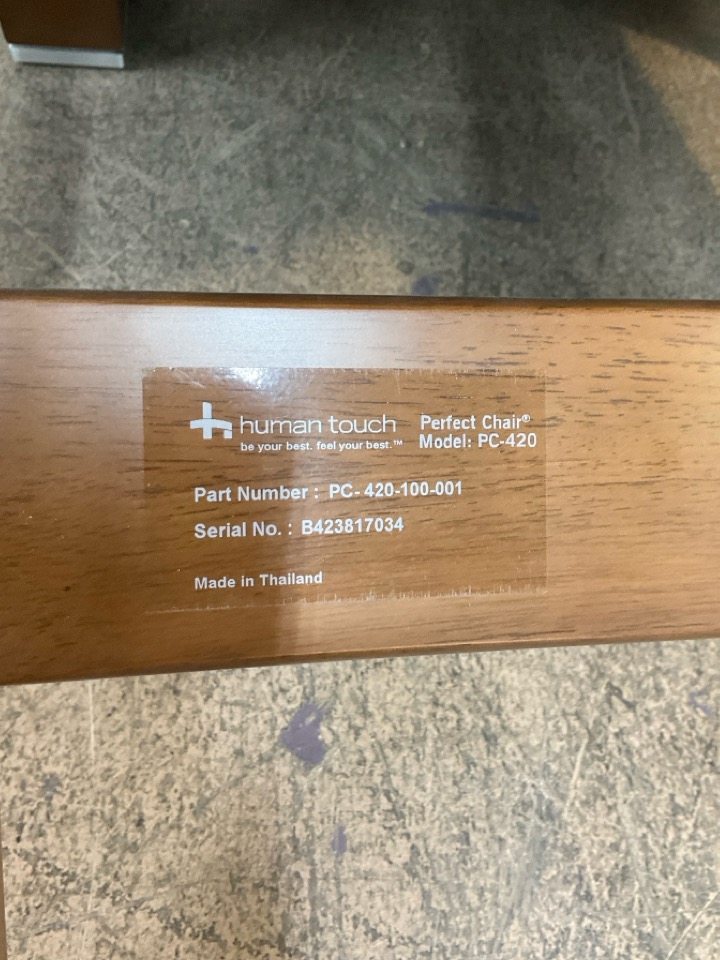 human touch Perfect Chair®
be your best. feel your best.™ Model: PC-420
Part Number : PC- 420-100-001
Serial No. : B423817034
Made in Thailand